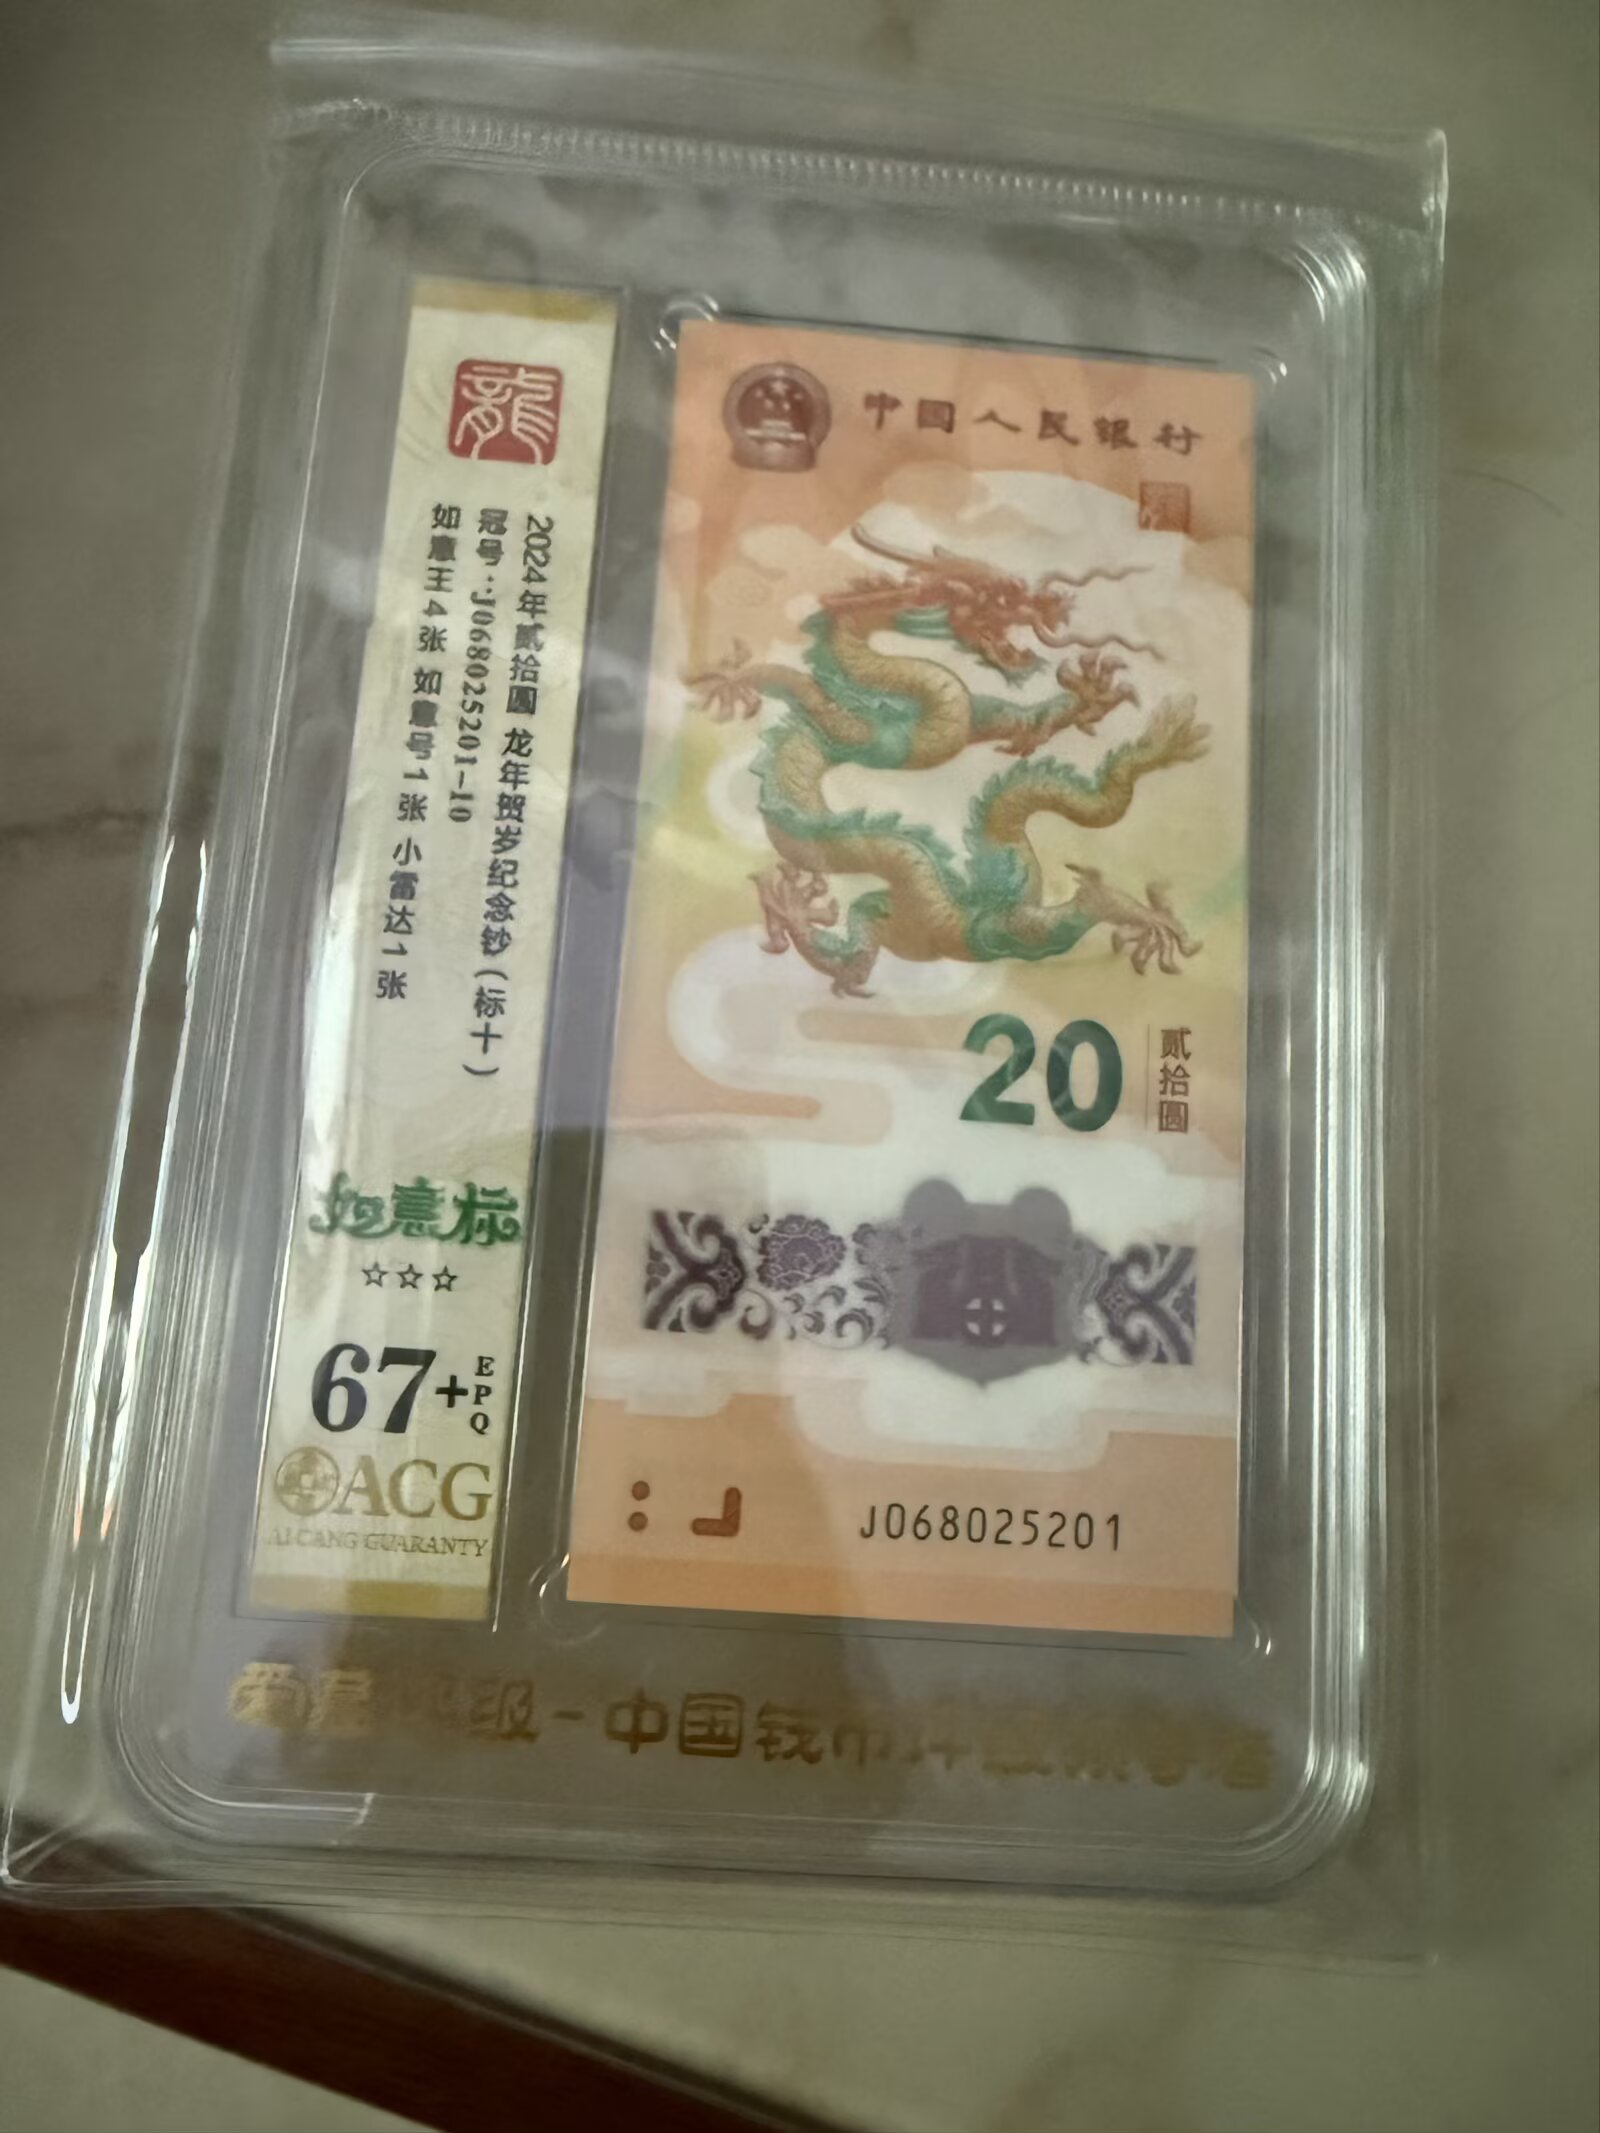 龍
2024年贰拾圆 龙年贺岁纪念钞(标十)
冠号:J068025201-10
如意王4张 如意号1张 小雷达1张
如意标
☆☆☆
67+
EPQ
ACG
AI CANG GUARANTY
中国人民银行
20
贰拾圆
J068025201
级-中国钱币